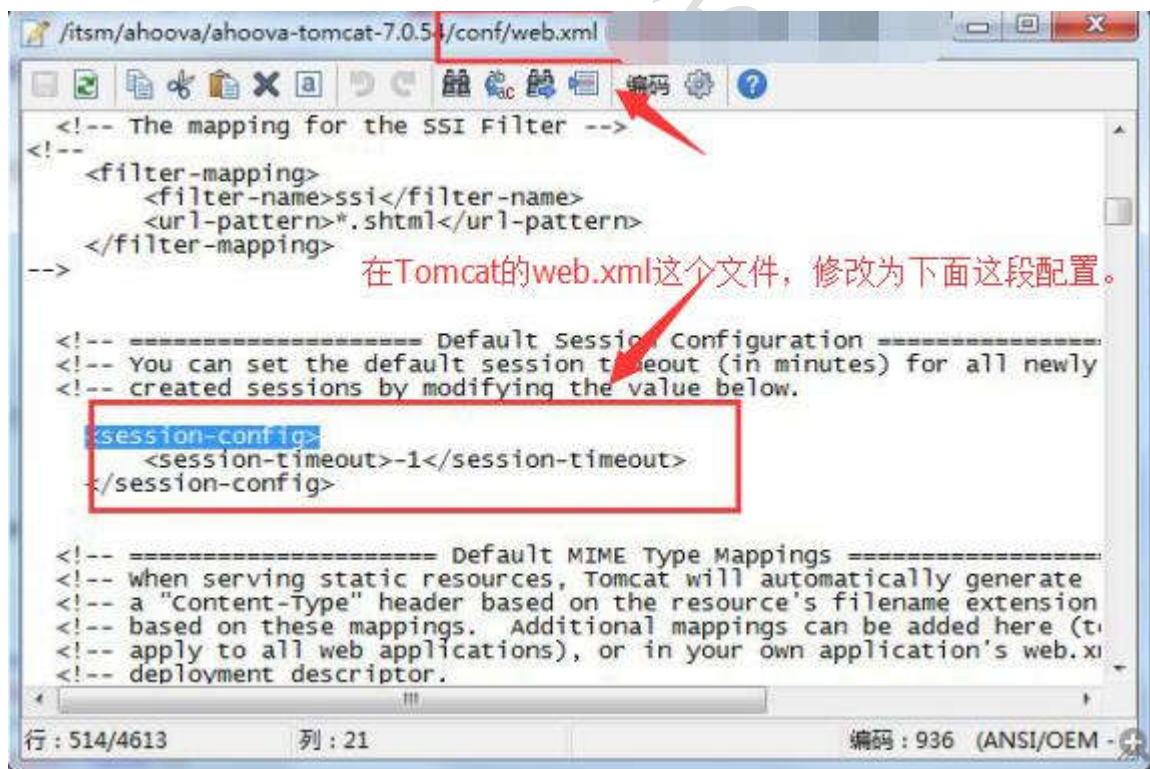 /itsm/ahoova/ahoova-tomcat-7.0.54/conf/web.xml
编码
<!-- The mapping for the SSI Filter -->
<!--
<filter-mapping>
<filter-name>ssi</filter-name>
<url-pattern>*.shtml</url-pattern>
</filter-mapping>
-->
在Tomcat的web.xml这个文件，修改为下面这段配置。
<!-- ==================== Default Session Configuration ================
<!-- You can set the default session timeout (in minutes) for all newly
<!-- created sessions by modifying the value below.
<session-config>
<session-timeout>-1</session-timeout>
</session-config>
<!-- ===================== Default MIME Type Mappings ==================
<!-- When serving static resources, Tomcat will automatically generate
<!-- a "Content-Type" header based on the resource's filename extension
<!-- based on these mappings. Additional mappings can be added here (t
<!-- apply to all web applications), or in your own application's web.x
<!-- deployment descriptor.
行：514/4613 列：21 编码：936 (ANSI/OEM -